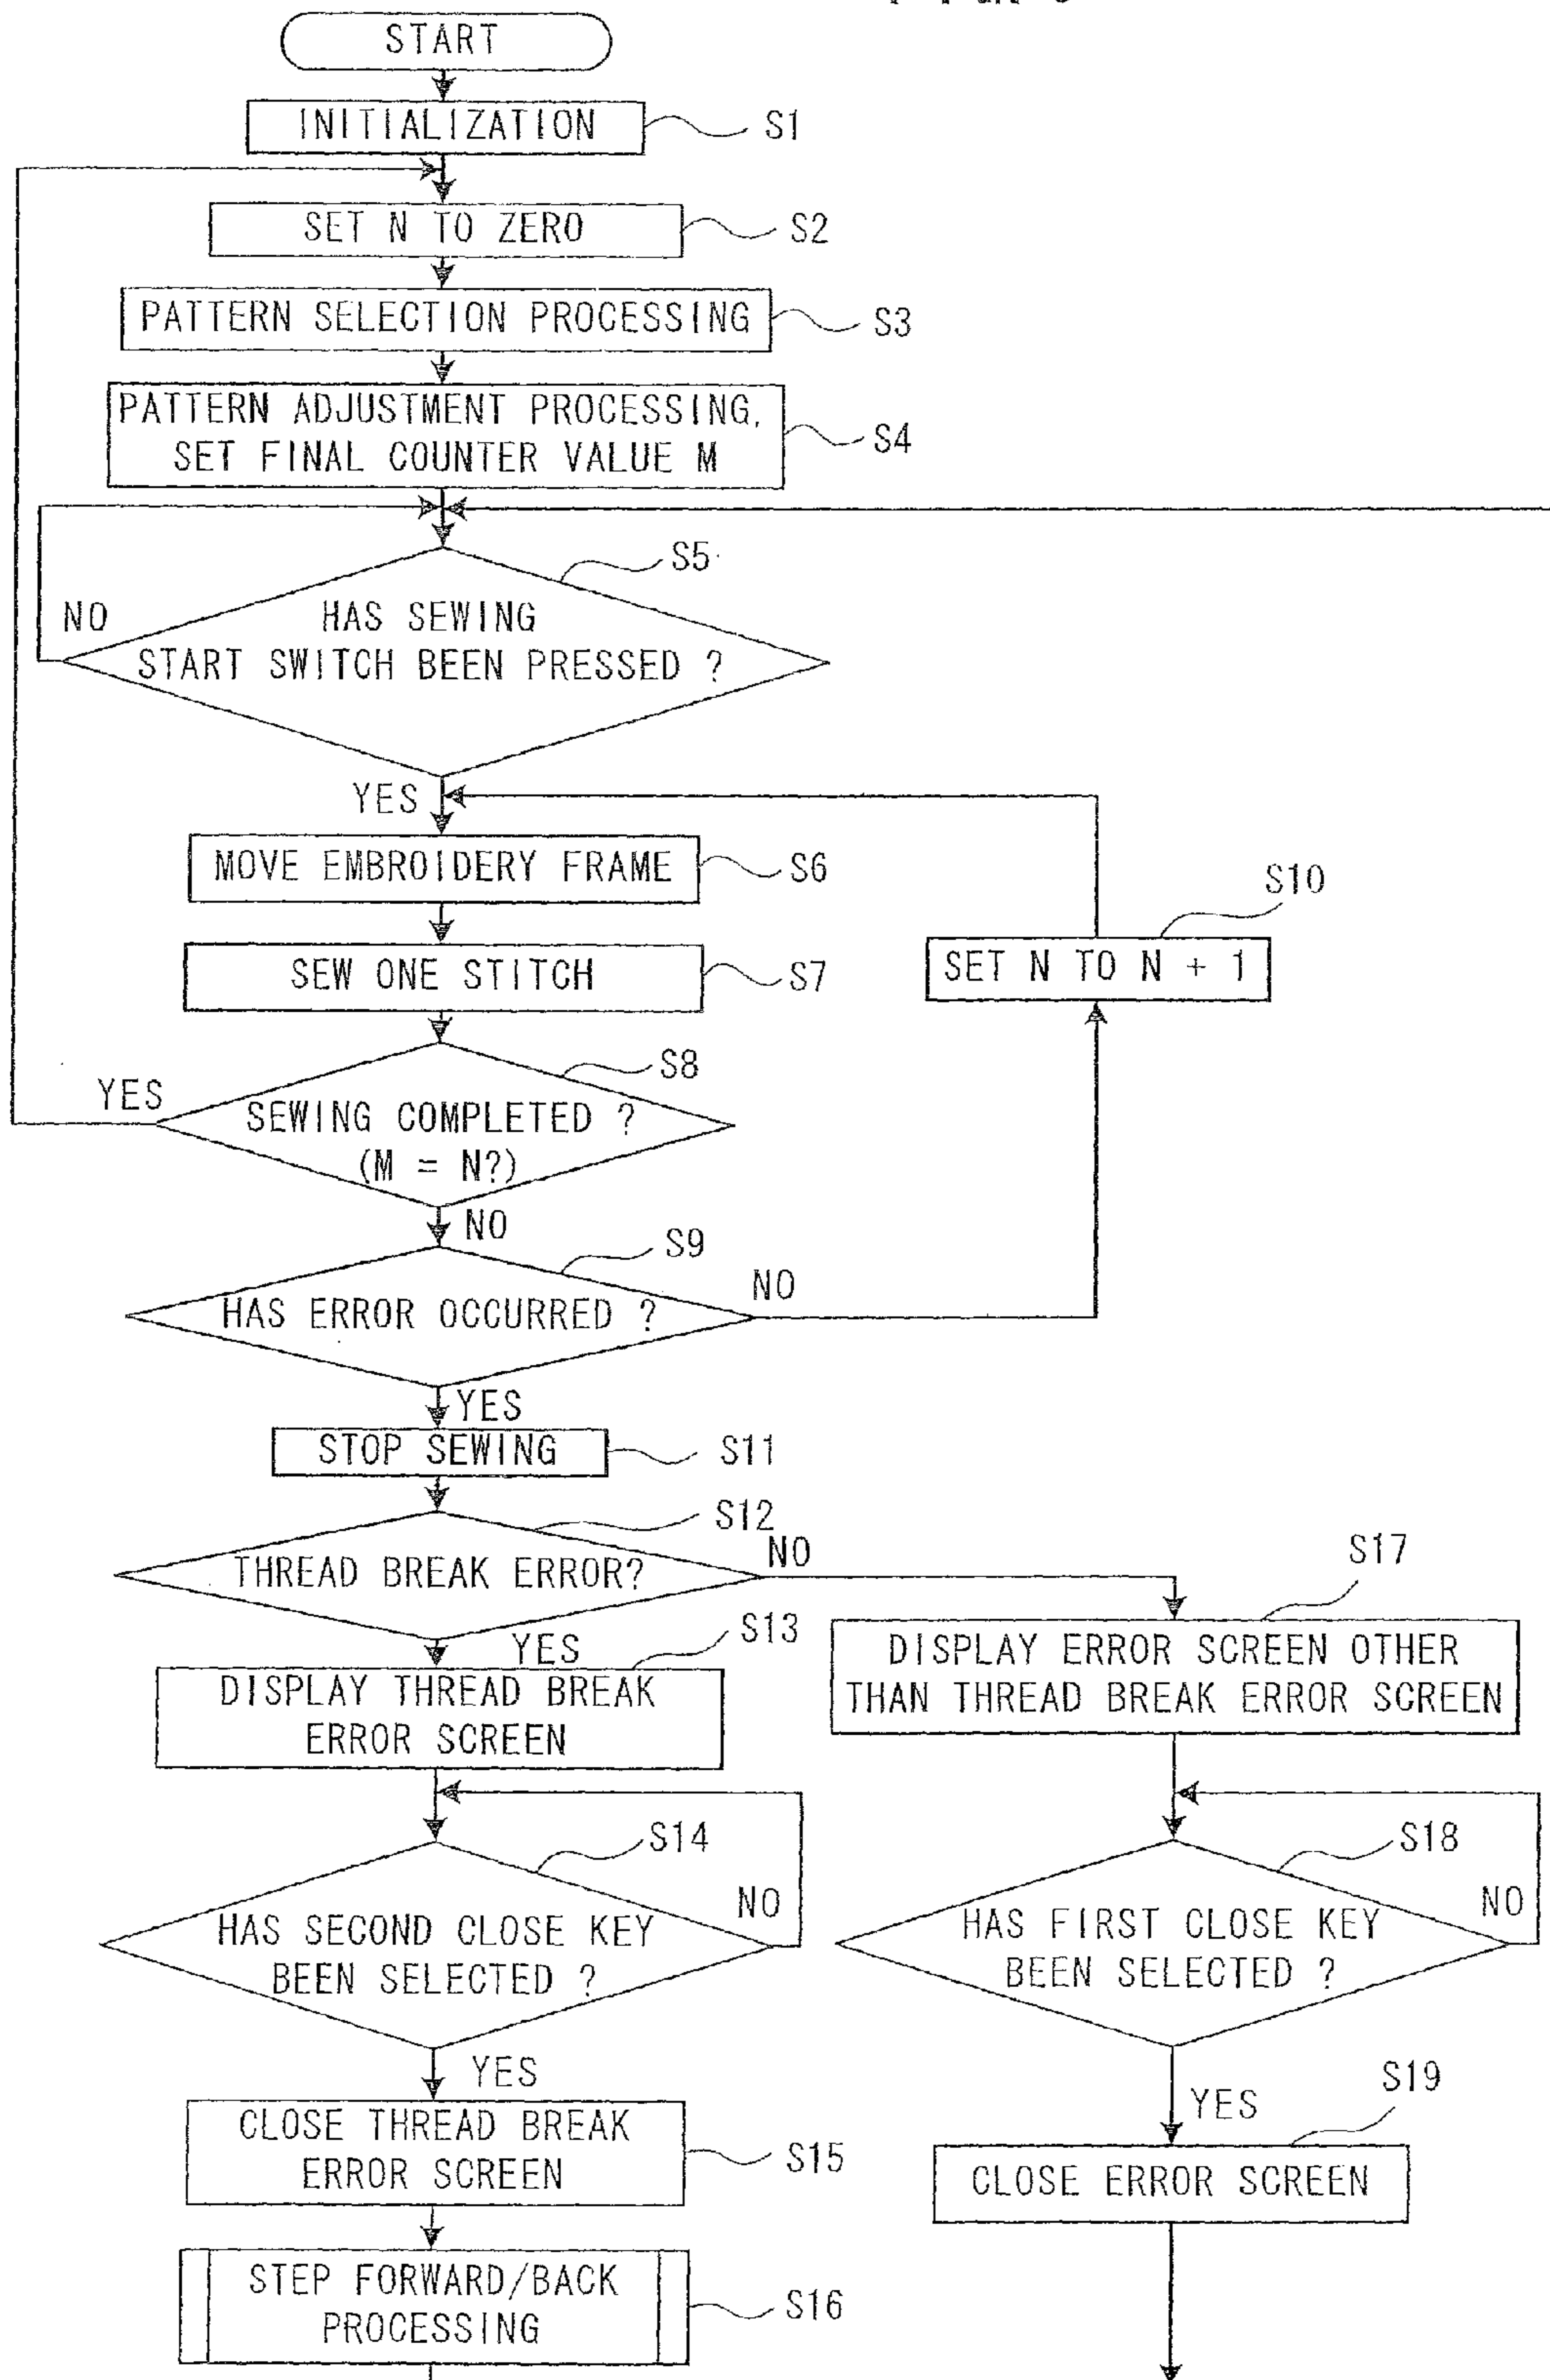 START
INITIALIZATION
S1
SET N TO ZERO
S2
PATTERN SELECTION PROCESSING
S3
PATTERN ADJUSTMENT PROCESSING,
SET FINAL COUNTER VALUE M
S4
S5
NO
HAS SEWING
START SWITCH BEEN PRESSED ?
YES
MOVE EMBROIDERY FRAME
S6
S10
SET N TO N + 1
SEW ONE STITCH
S7
S8
YES
SEWING COMPLETED ?
(M = N?)
NO
S9
NO
HAS ERROR OCCURRED ?
YES
STOP SEWING
S11
S12
NO
THREAD BREAK ERROR?
S17
S13
YES
DISPLAY THREAD BREAK
ERROR SCREEN
DISPLAY ERROR SCREEN OTHER
THAN THREAD BREAK ERROR SCREEN
S14
NO
HAS SECOND CLOSE KEY
BEEN SELECTED ?
S18
NO
HAS FIRST CLOSE KEY
BEEN SELECTED ?
YES
CLOSE THREAD BREAK
ERROR SCREEN
S15
YES
S19
CLOSE ERROR SCREEN
STEP FORWARD/BACK
PROCESSING
S16